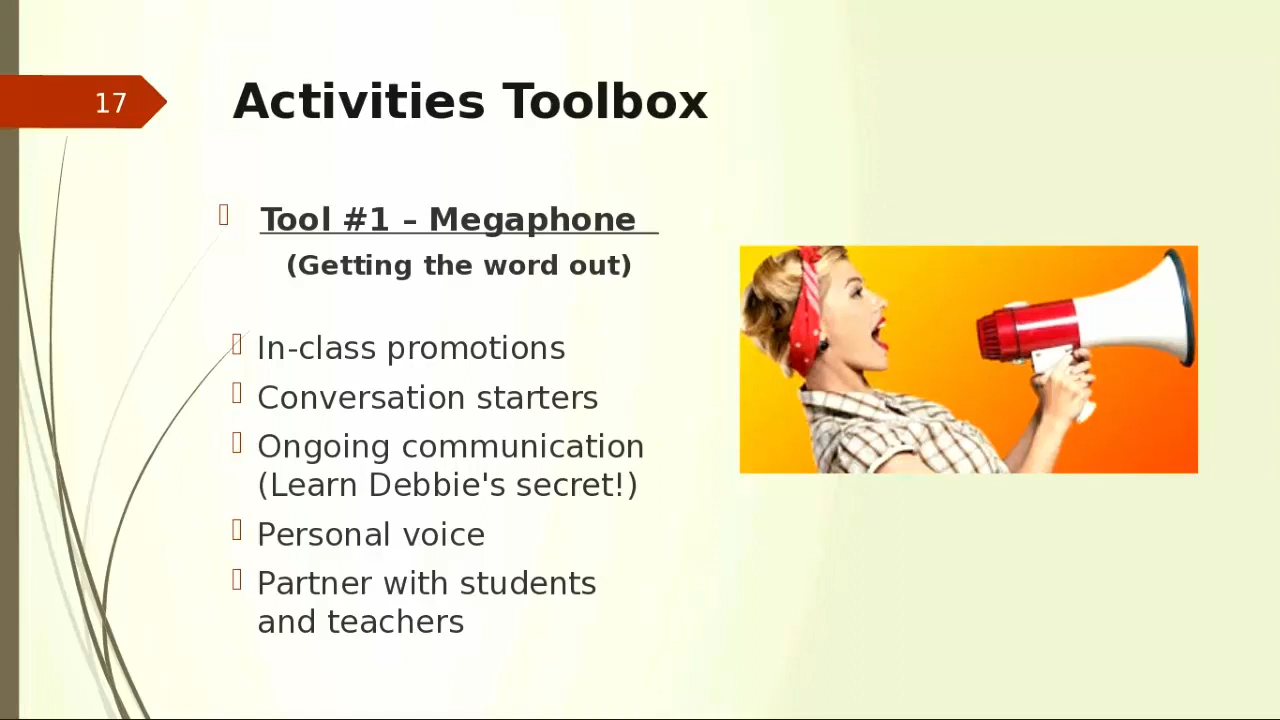 17
Activities Toolbox
Tool #1 – Megaphone
(Getting the word out)
In-class promotions
Conversation starters
Ongoing communication
(Learn Debbie's secret!)
Personal voice
Partner with students
and teachers